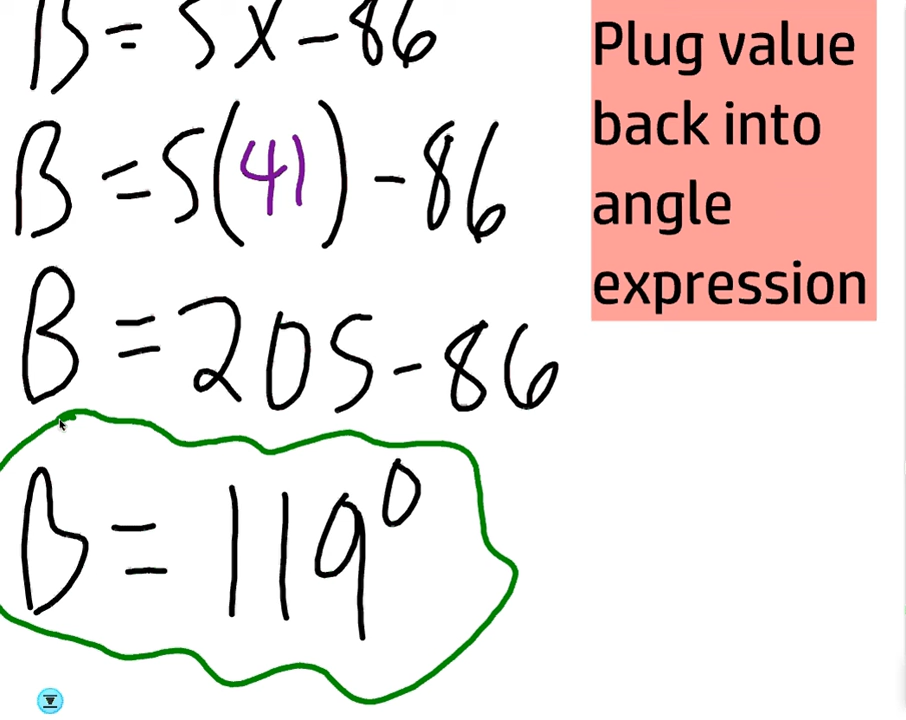 B = 5x - 86
B = 5(41) - 86
B = 205 - 86
B = 119°
Plug value
back into
angle
expression